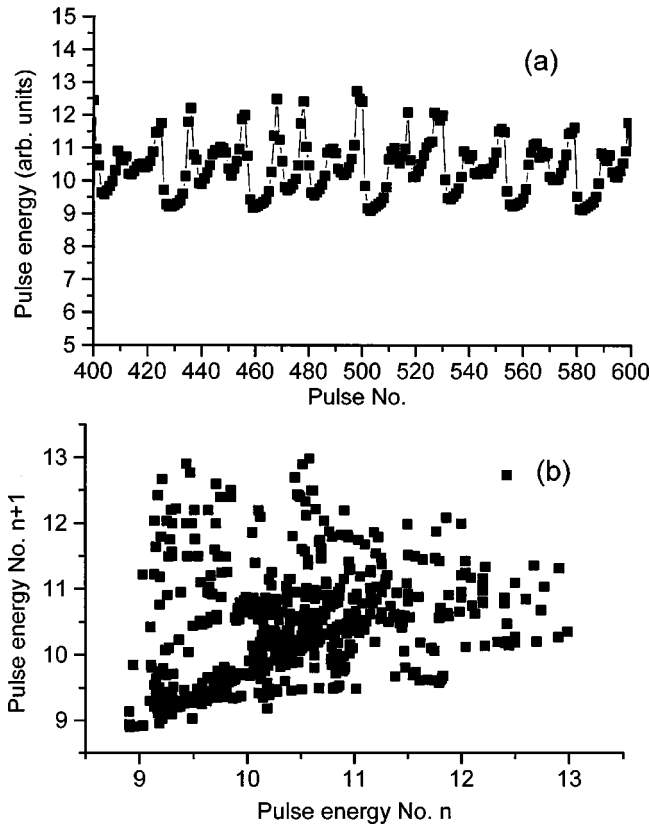 15
14
13
12
11
10
9
8
7
6
5
Pulse energy (arb. units)
(a)
400 420 440 460 480 500 520 540 560 580 600
Pulse No.
13
12
11
10
9
Pulse energy No. n+1
(b)
9 10 11 12 13
Pulse energy No. n